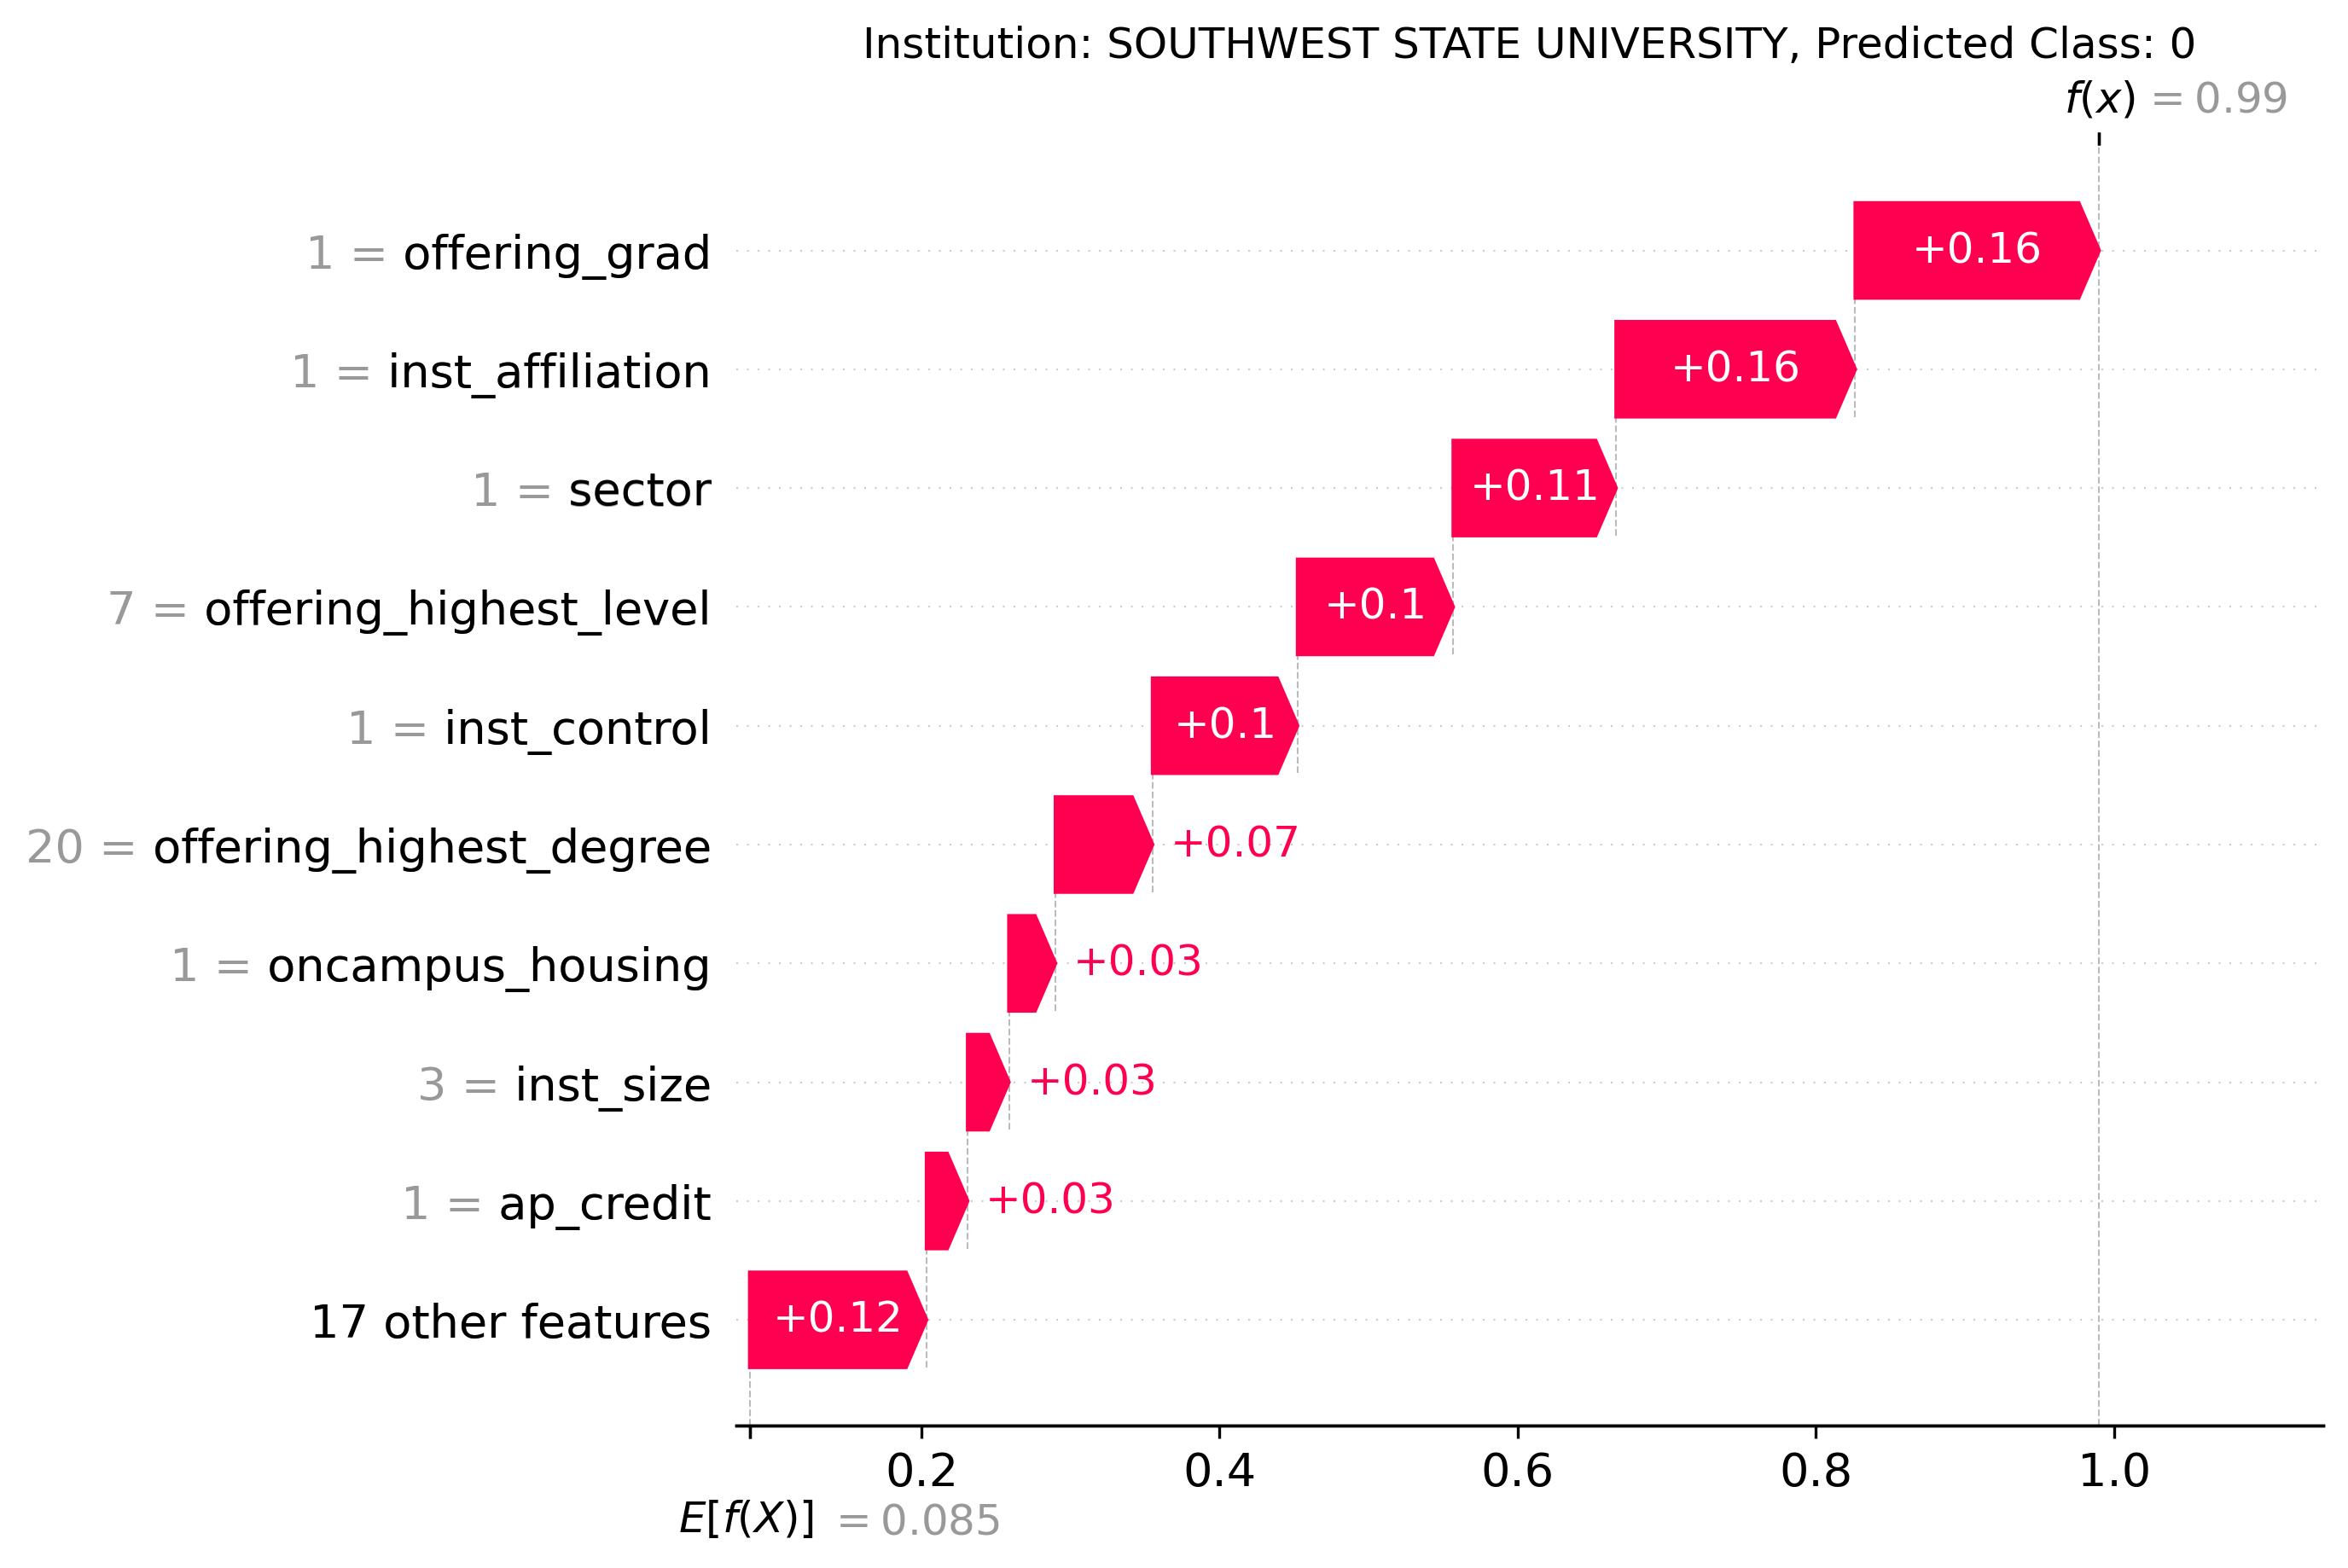 Institution: SOUTHWEST STATE UNIVERSITY, Predicted Class: 0
f(x) = 0.99
1 = offering_grad +0.16
1 = inst_affiliation +0.16
1 = sector +0.11
7 = offering_highest_level +0.1
1 = inst_control +0.1
20 = offering_highest_degree +0.07
1 = oncampus_housing +0.03
3 = inst_size +0.03
1 = ap_credit +0.03
17 other features +0.12
0.2 0.4 0.6 0.8 1.0
E[f(X)] = 0.085